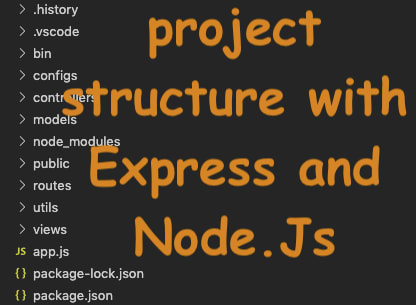 .history
.vscode
bin
configs
controllers
models
node_modules
public
routes
utils
views
JS app.js
{} package-lock.json
{} package.json
project
structure with
Express and
Node.Js